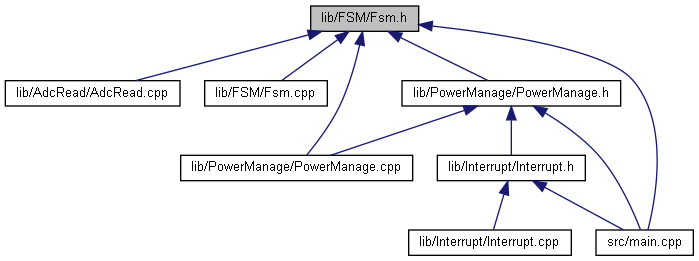 lib/FSM/Fsm.h
lib/AdcRead/AdcRead.cpp
lib/FSM/Fsm.cpp
lib/PowerManage/PowerManage.h
lib/PowerManage/PowerManage.cpp
lib/Interrupt/Interrupt.h
lib/Interrupt/Interrupt.cpp
src/main.cpp